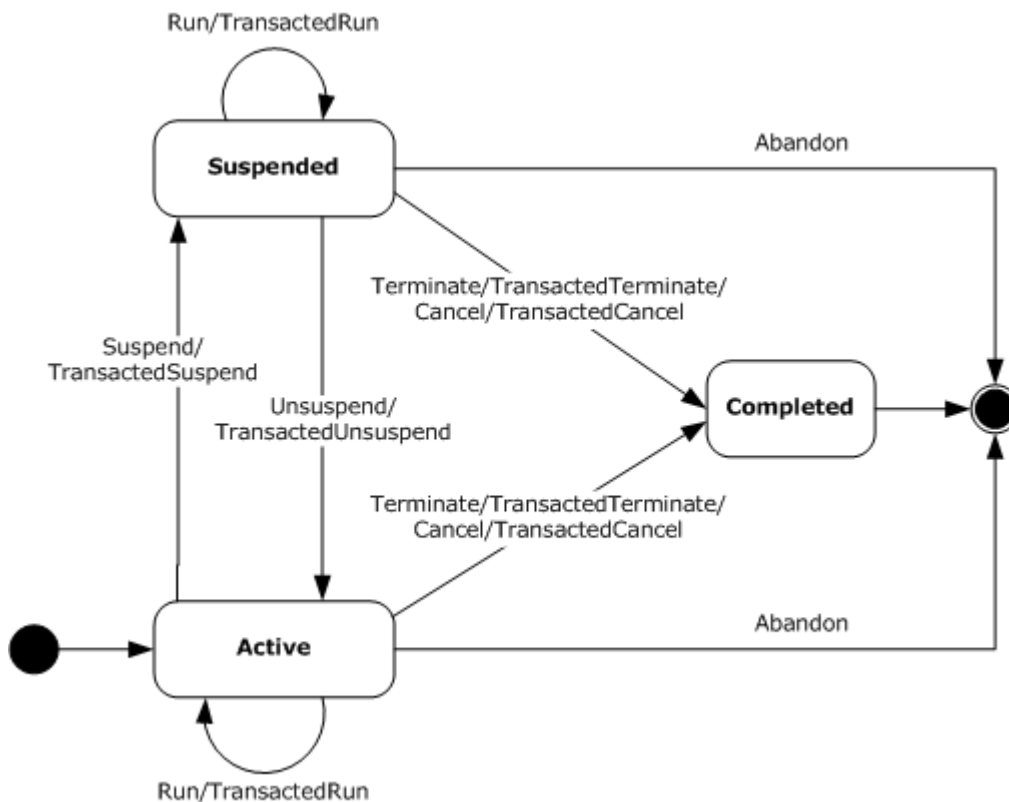 Run/TransactedRun
Suspended
Abandon
Terminate/TransactedTerminate/
Cancel/TransactedCancel
Suspend/
TransactedSuspend
Unsuspend/
TransactedUnsuspend
Completed
Terminate/TransactedTerminate/
Cancel/TransactedCancel
Active
Abandon
Run/TransactedRun